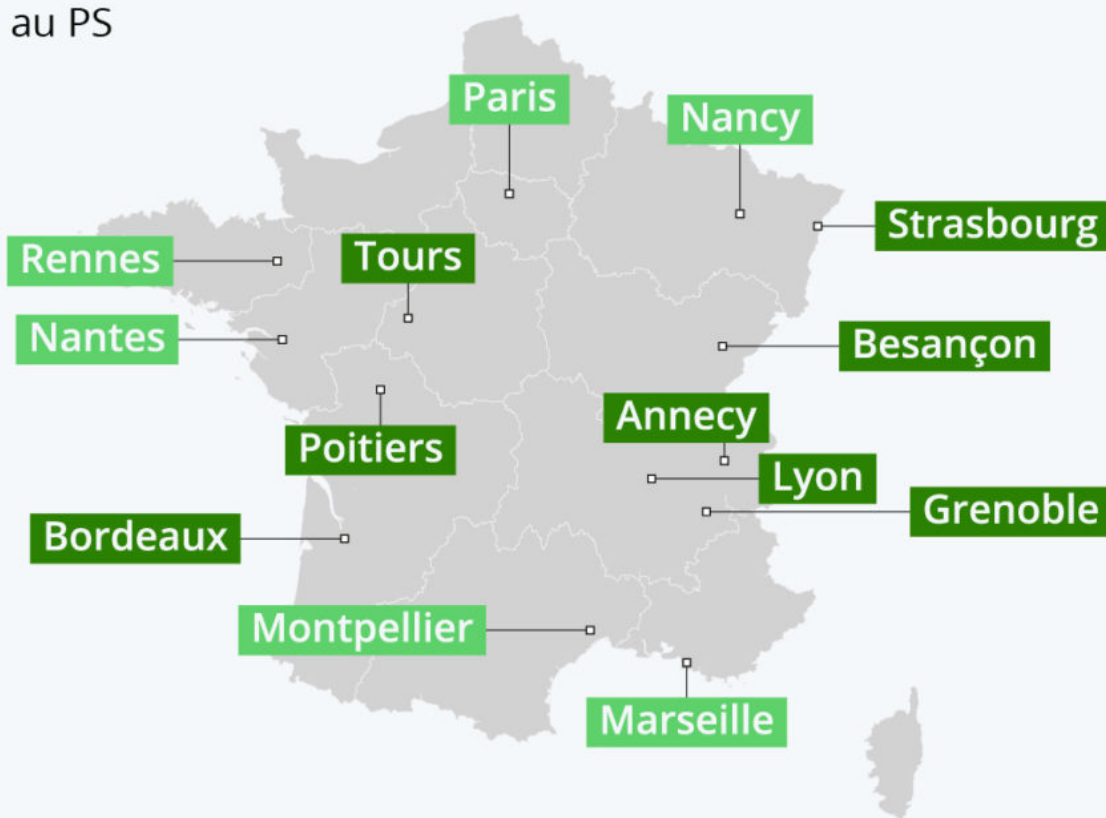 au PS
Paris
Nancy
Strasbourg
Rennes
Tours
Nantes
Besançon
Annecy
Poitiers
Lyon
Grenoble
Bordeaux
Montpellier
Marseille